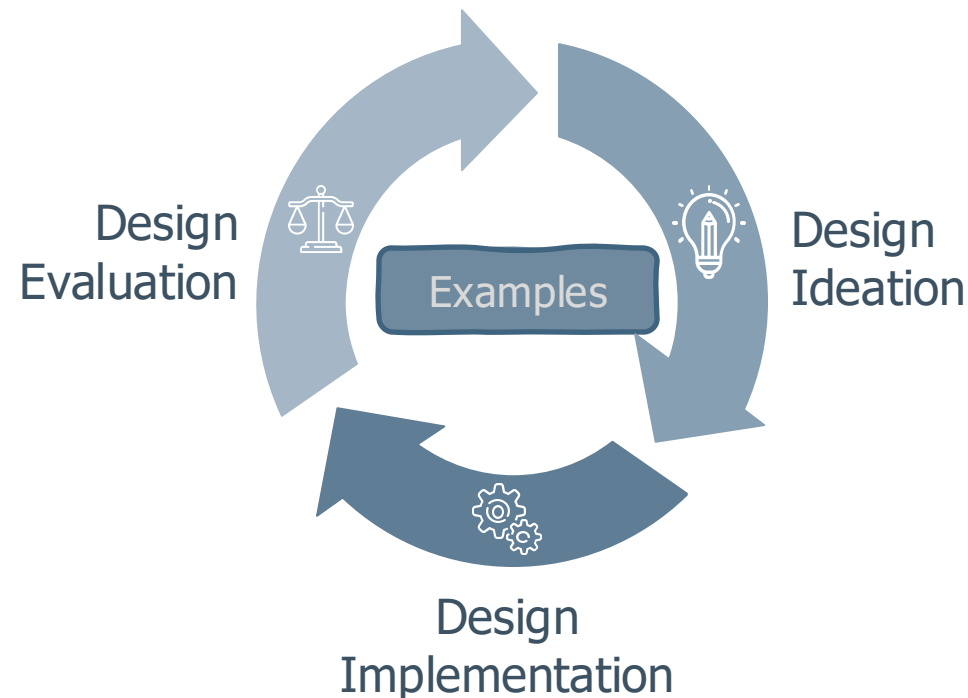 Design
Evaluation
Examples
Design
Ideation
Design
Implementation